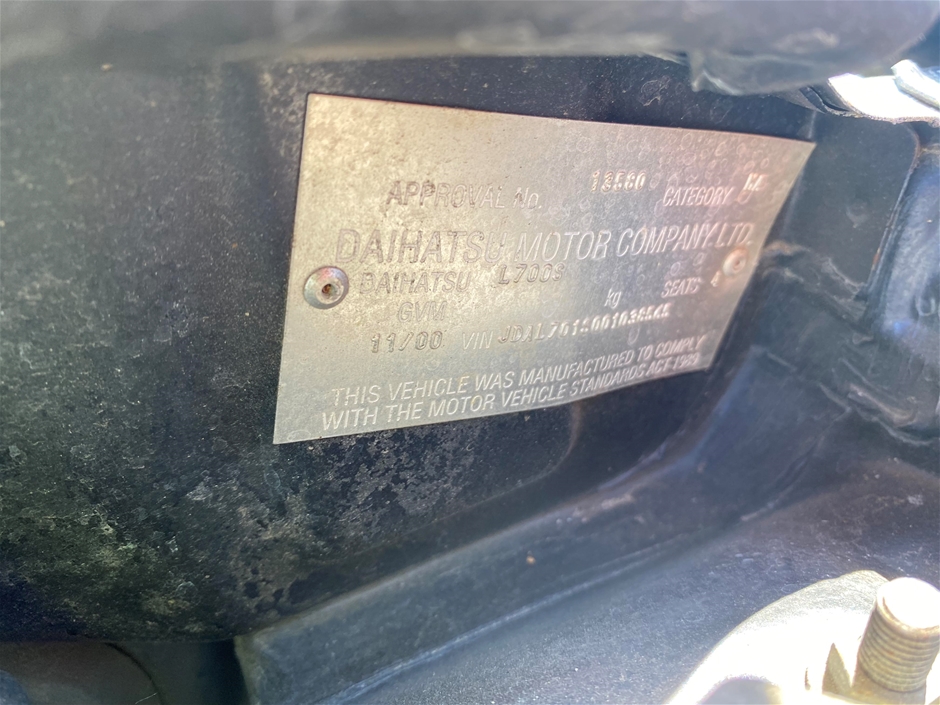 APPROVAL No. 13560 CATEGORY
DAIHATSU MOTOR COMPANY LTD.
DAIHATSU L700S
GVM kg SEATS 4
11/00 VIN
THIS VEHICLE WAS MANUFACTURED TO COMPLY
WITH THE MOTOR VEHICLE STANDARDS ACT 1989